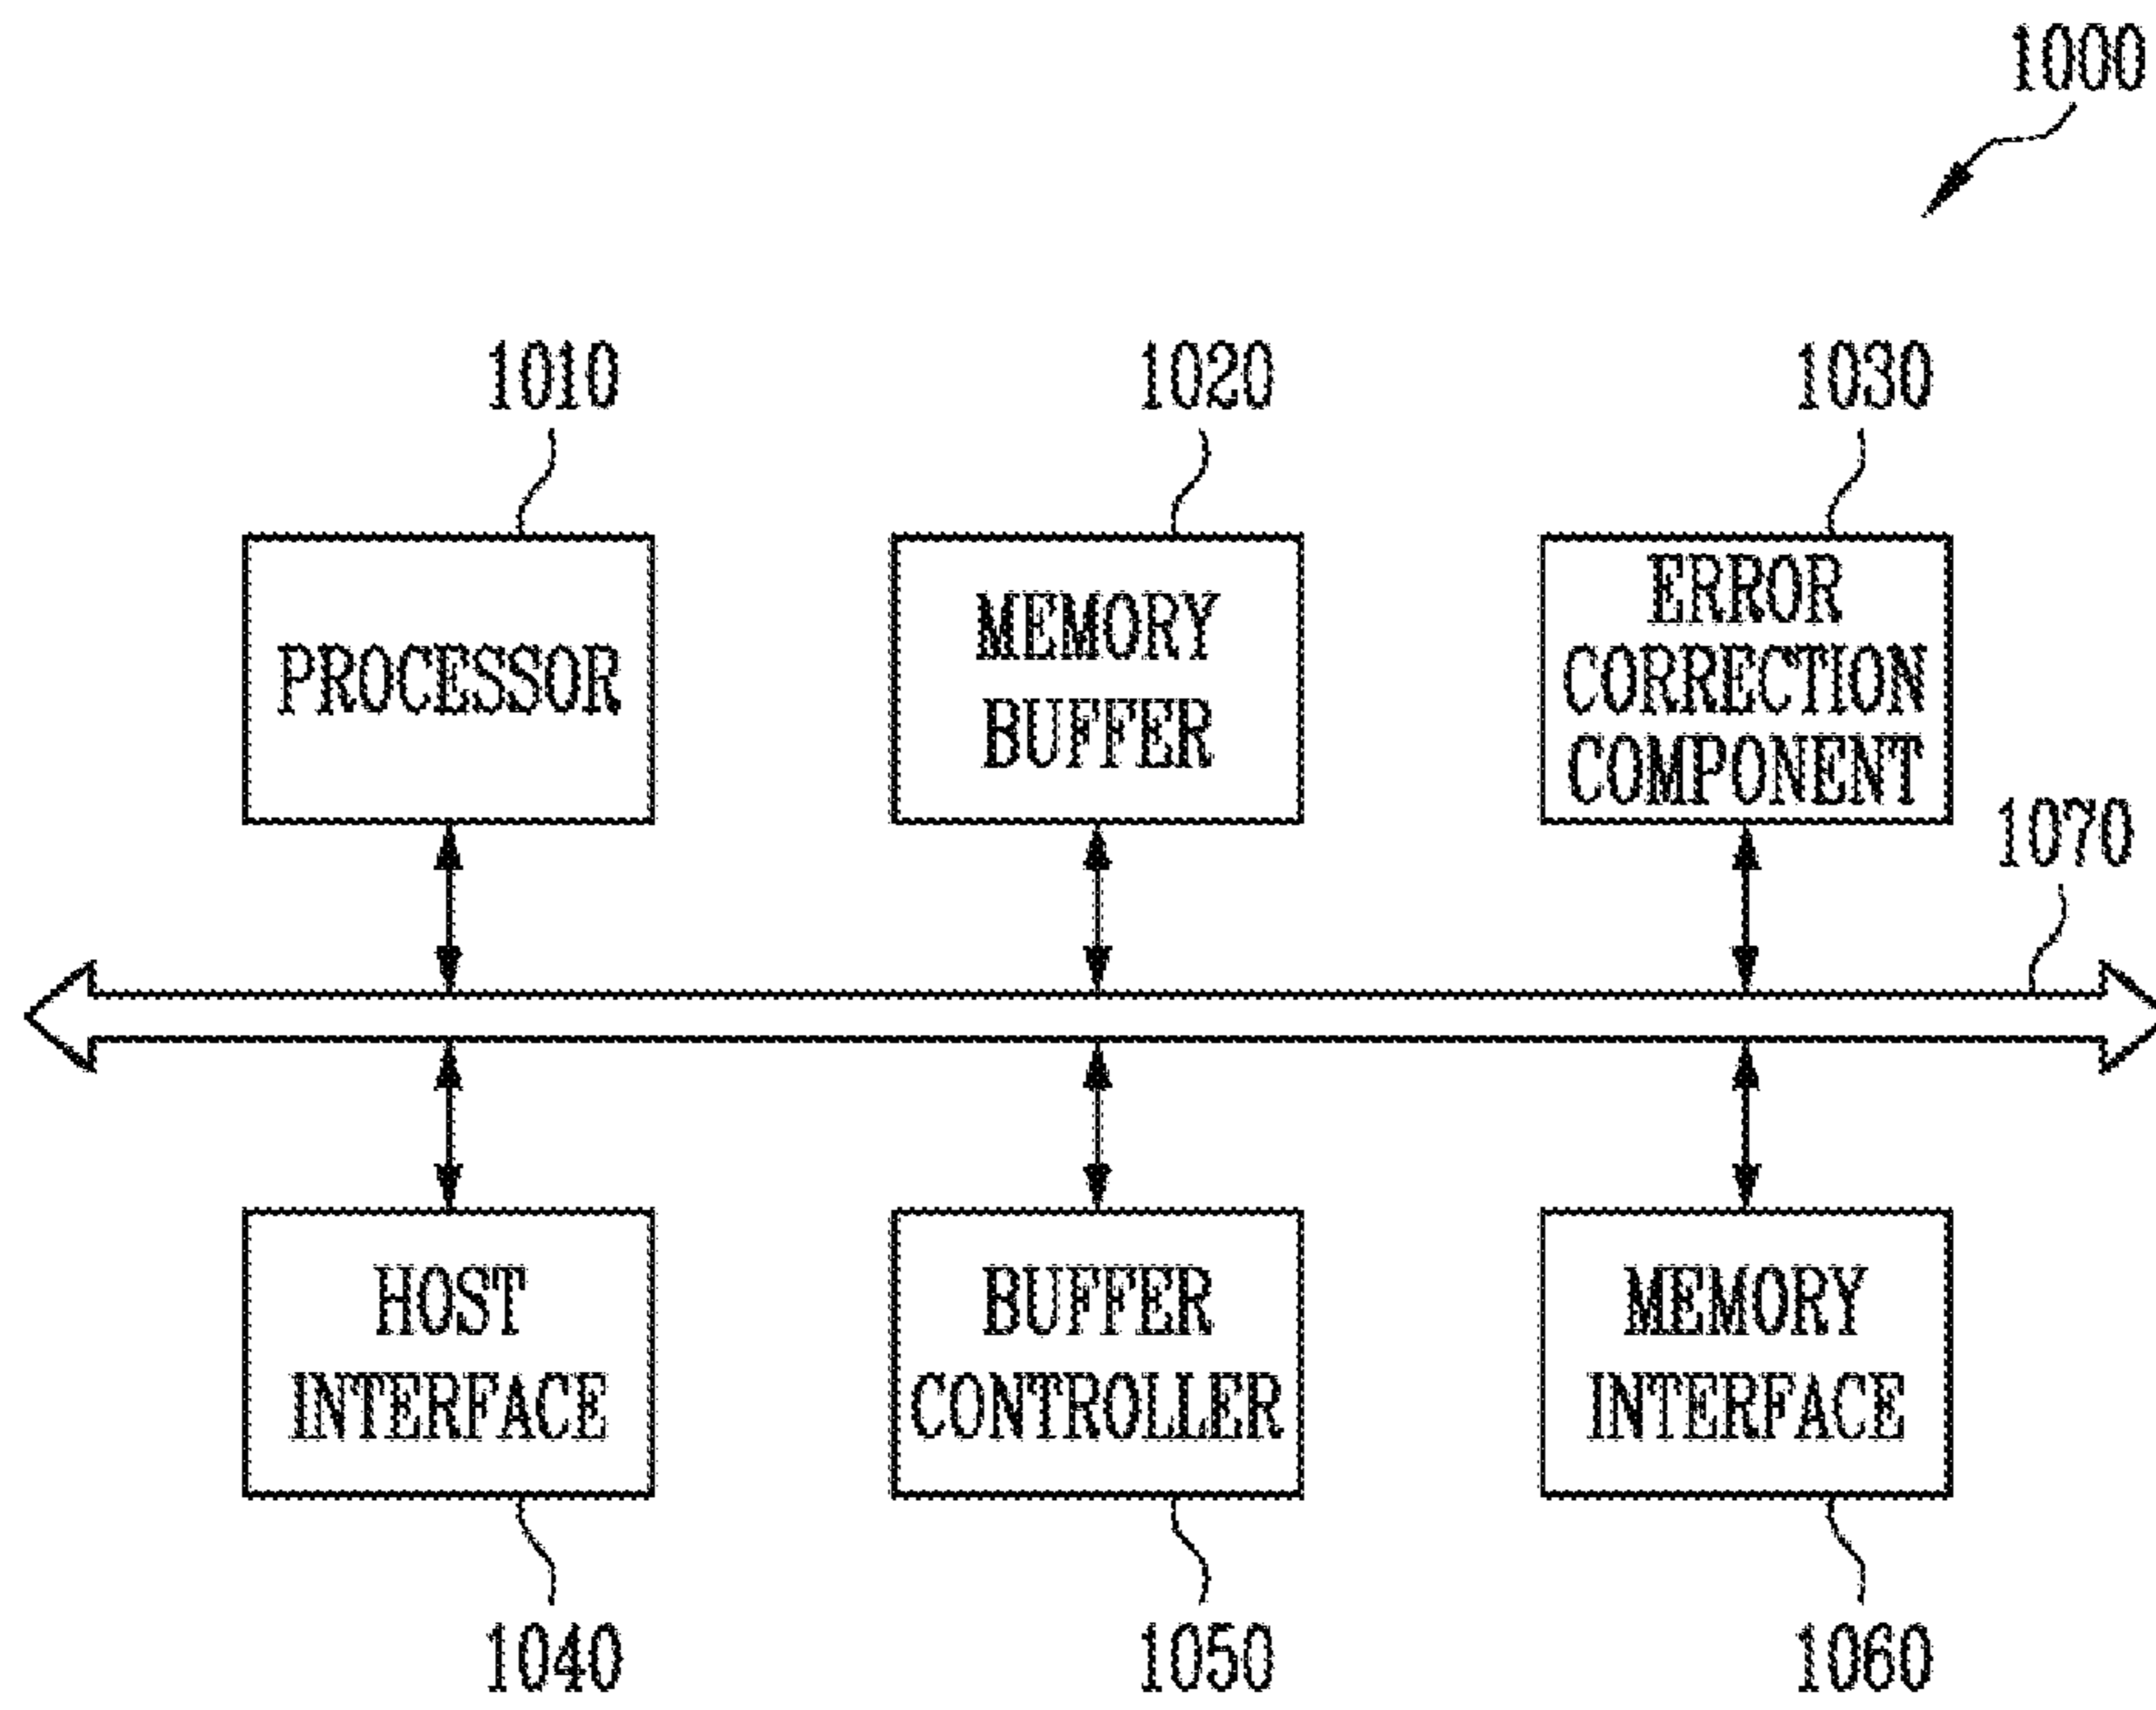 1000
1010
1020
1030
PROCESSOR
MEMORY
BUFFER
ERROR
CORRECTION
COMPONENT
1070
HOST
INTERFACE
BUFFER
CONTROLLER
MEMORY
INTERFACE
1040
1050
1060